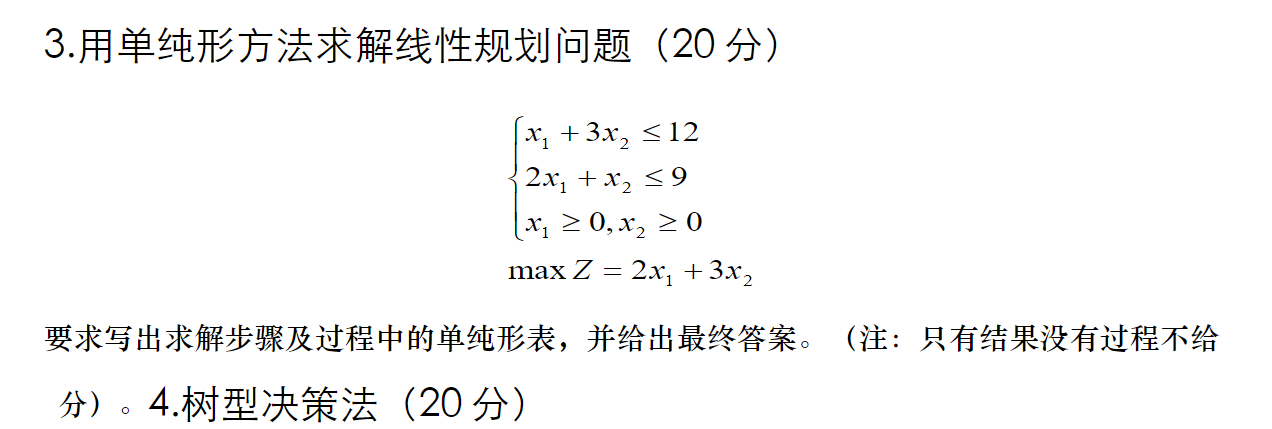 3.用单纯形方法求解线性规划问题（20 分）
x₁ + 3x₂ ≤ 12
2x₁ + x₂ ≤ 9
x₁ ≥ 0, x₂ ≥ 0
max Z = 2x₁ + 3x₂
要求写出求解步骤及过程中的单纯形表，并给出最终答案。（注：只有结果没有过程不给
分）。4.树型决策法（20 分）